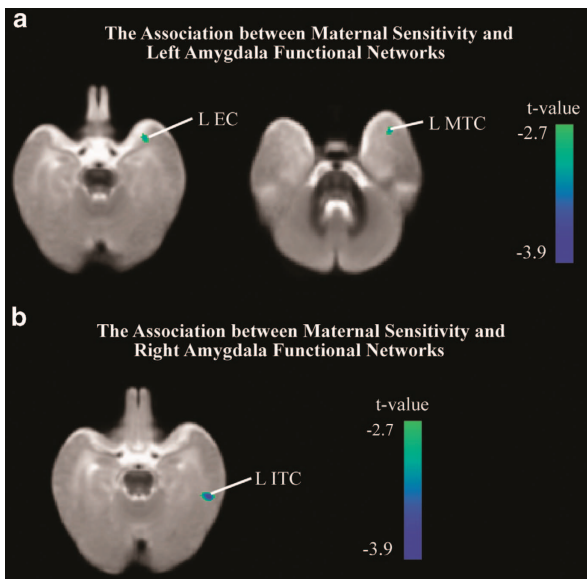 a
The Association between Maternal Sensitivity and
Left Amygdala Functional Networks
L EC
L MTC
t-value
-2.7
-3.9
b
The Association between Maternal Sensitivity and
Right Amygdala Functional Networks
t-value
-2.7
L ITC
-3.9